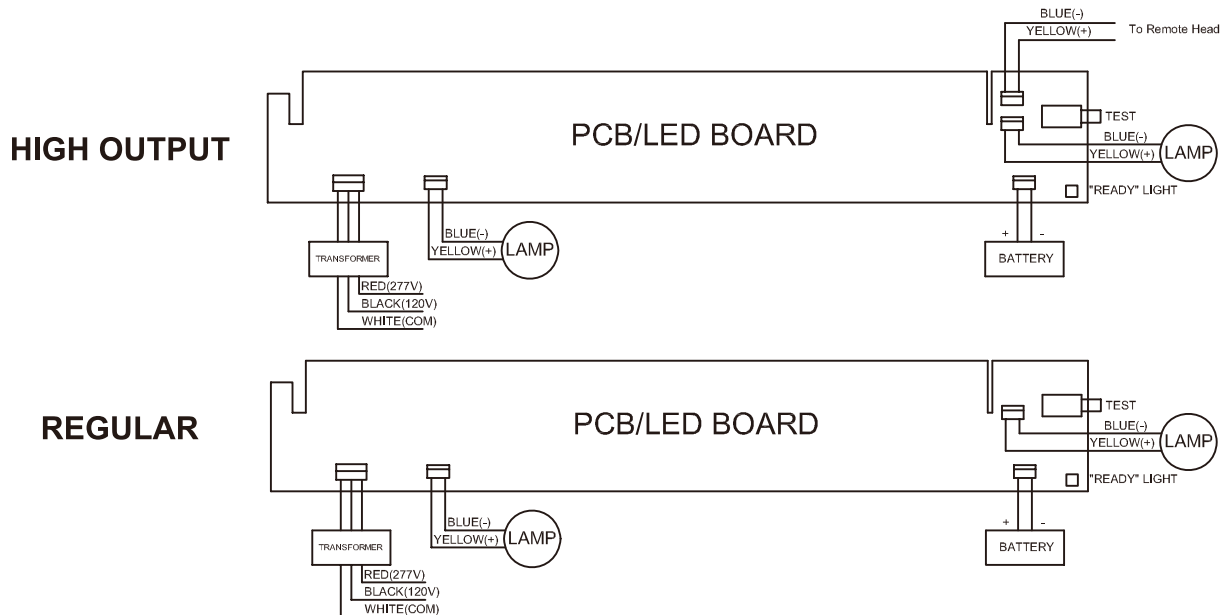 BLUE(-)
YELLOW(+)
To Remote Head
HIGH OUTPUT
PCB/LED BOARD
TEST
BLUE(-)
YELLOW(+)
LAMP
"READY" LIGHT
BLUE(-)
YELLOW(+)
LAMP
+ -
BATTERY
TRANSFORMER
RED(277V)
BLACK(120V)
WHITE(COM)
REGULAR
PCB/LED BOARD
TEST
BLUE(-)
YELLOW(+)
LAMP
"READY" LIGHT
BLUE(-)
YELLOW(+)
LAMP
+ -
BATTERY
TRANSFORMER
RED(277V)
BLACK(120V)
WHITE(COM)